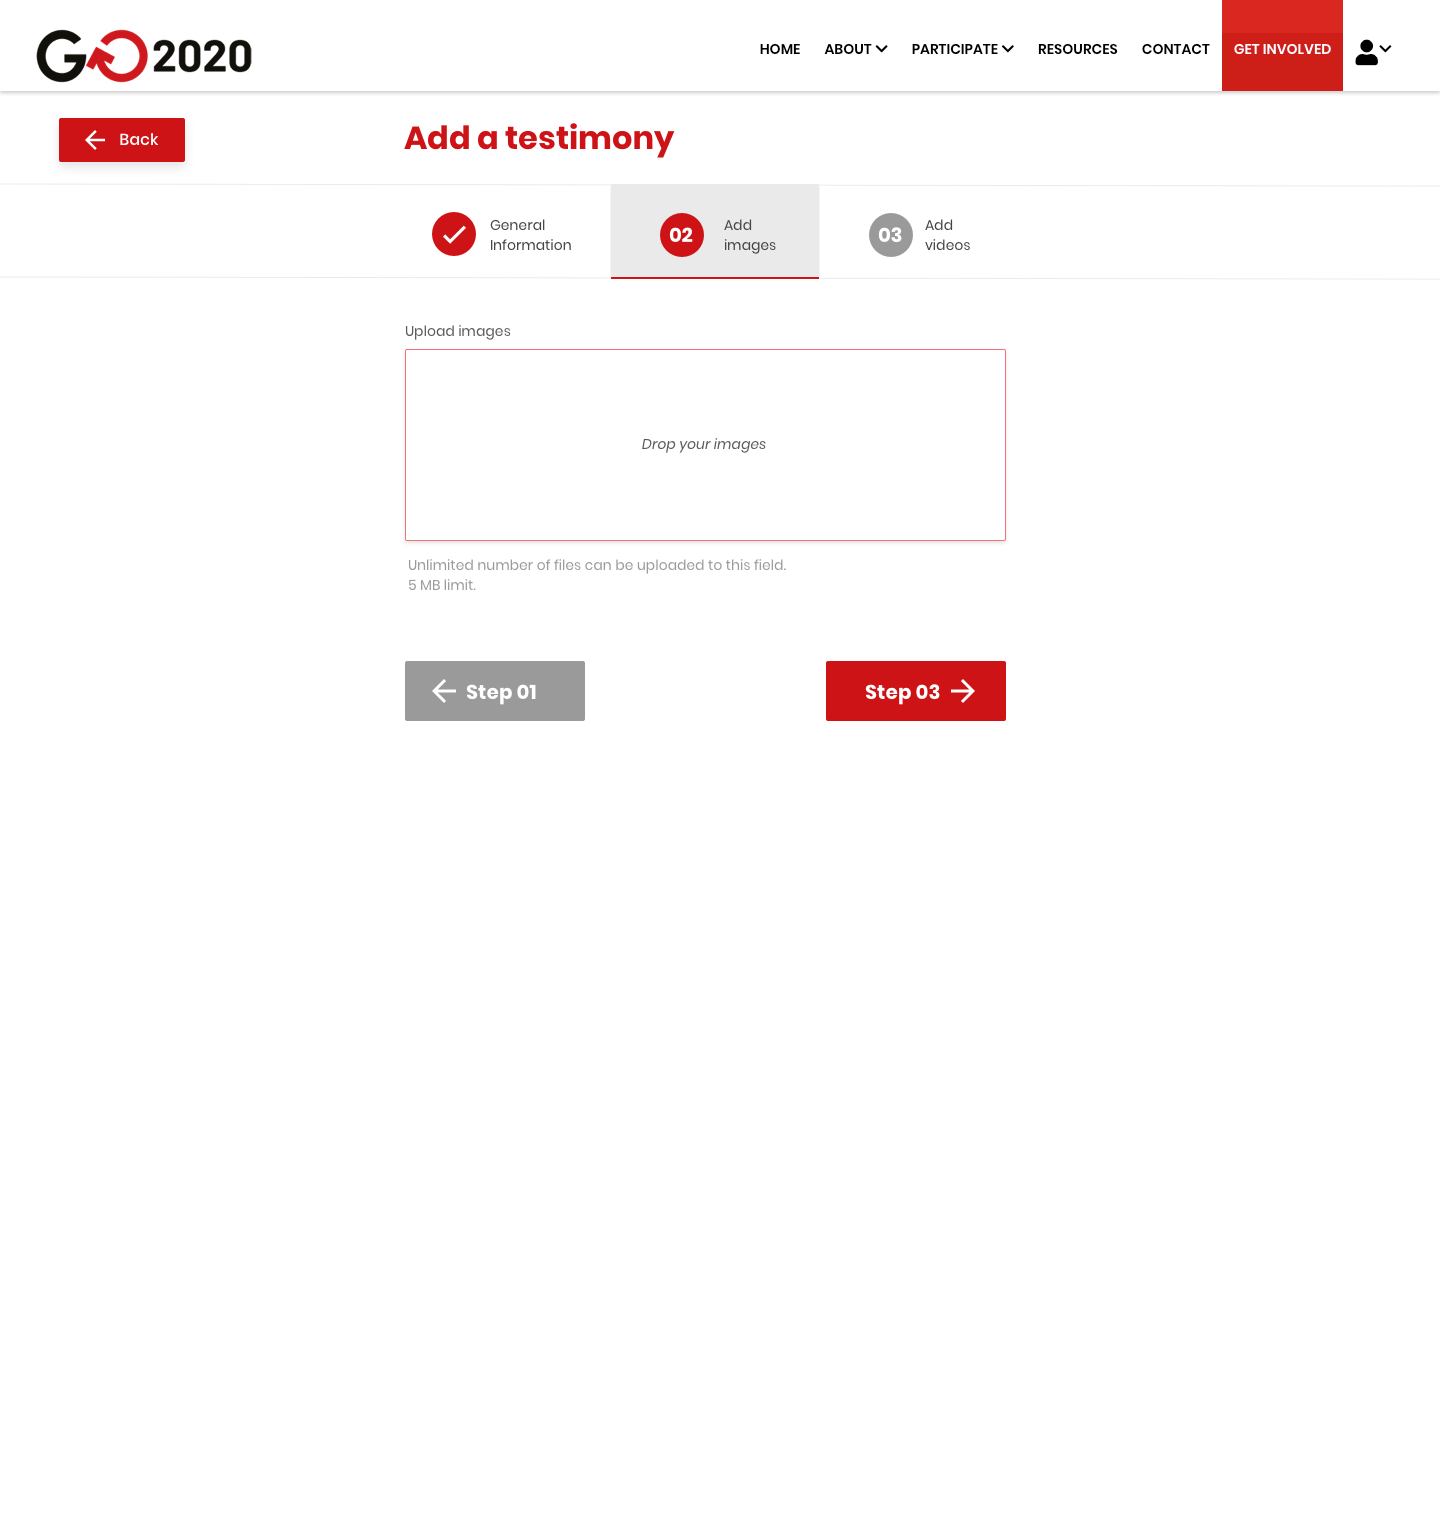 GO 2020
HOME ABOUT PARTICIPATE RESOURCES CONTACT GET INVOLVED
Back
Add a testimony
General
Information
02
Add
images
03
Add
videos
Upload images
Drop your images
Unlimited number of files can be uploaded to this field.
5 MB limit.
Step 01
Step 03